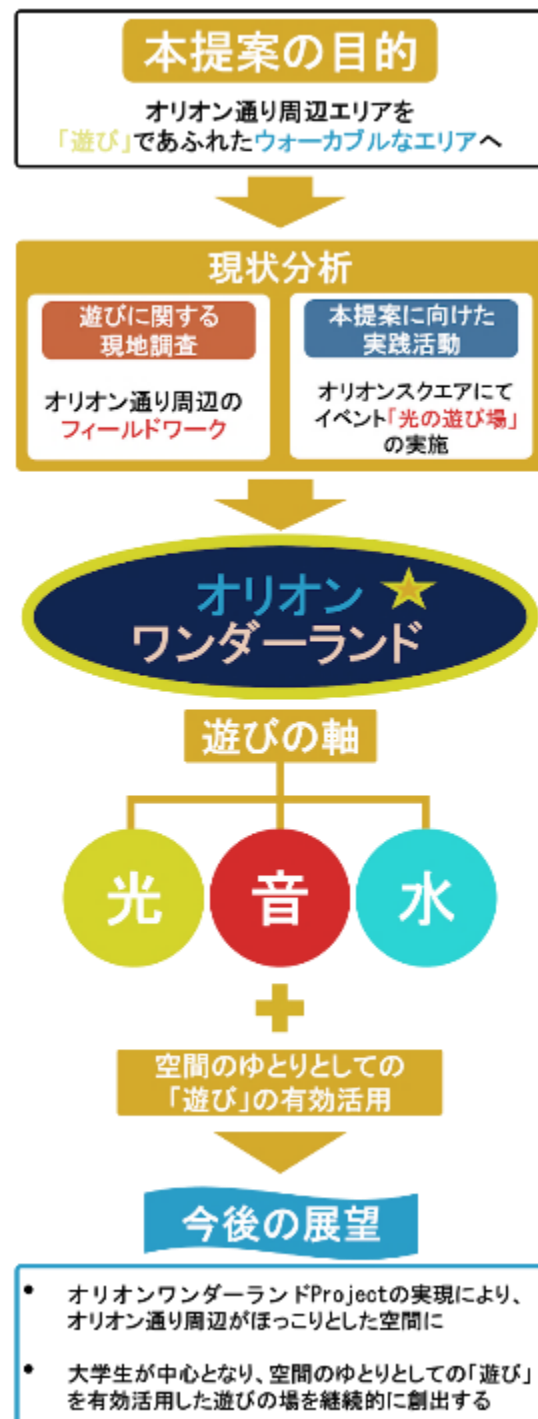 本提案の目的
オリオン通り周辺エリアを
「遊び」であふれたウォーカブルなエリアへ
現状分析
遊びに関する
現地調査
オリオン通り周辺の
フィールドワーク
本提案に向けた
実践活動
オリオンスクエアにて
イベント「光の遊び場」
の実施
オリオン
ワンダーランド
遊びの軸
光
音
水
空間のゆとりとしての
「遊び」の有効活用
今後の展望
• オリオンワンダーランドProjectの実現により、
オリオン通り周辺がほっこりとした空間に
• 大学生が中心となり、空間のゆとりとしての「遊び」
を有効活用した遊びの場を継続的に創出する